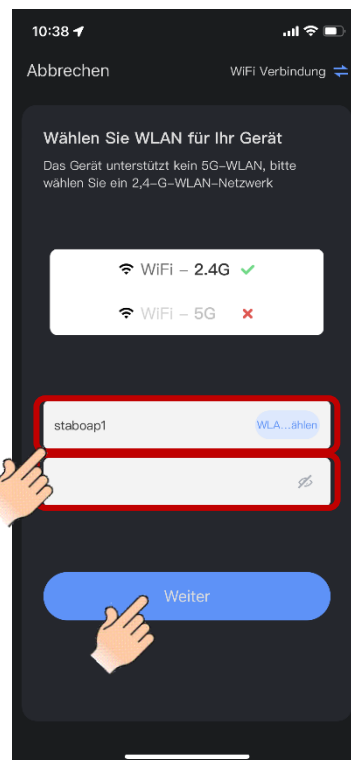 10:38
Abbrechen
WiFi Verbindung
Wählen Sie WLAN für Ihr Gerät
Das Gerät unterstützt kein 5G-WLAN, bitte
wählen Sie ein 2,4-G-WLAN-Netzwerk
WiFi – 2.4G
WiFi – 5G
staboap1
WLA...ählen
Weiter